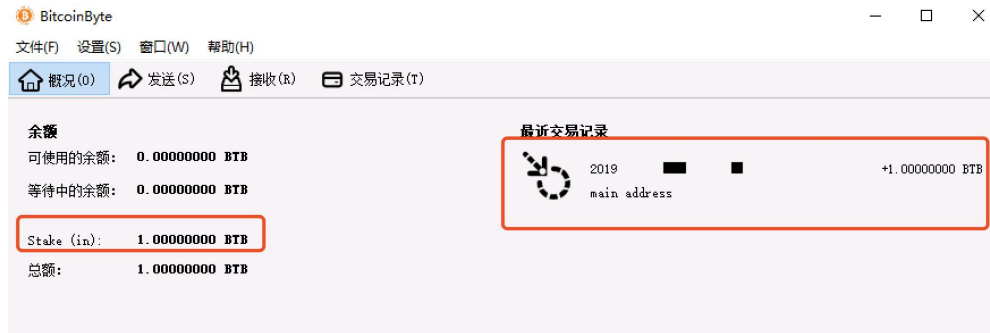 BitcoinByte
文件(F) 设置(S) 窗口(W) 帮助(H)
概况(O) 发送(S) 接收(R) 交易记录(T)
余额
可使用的余额: 0.00000000 BTB
等待中的余额: 0.00000000 BTB
Stake (in): 1.00000000 BTB
总额: 1.00000000 BTB
最近交易记录
2019 +1.00000000 BTB
main address